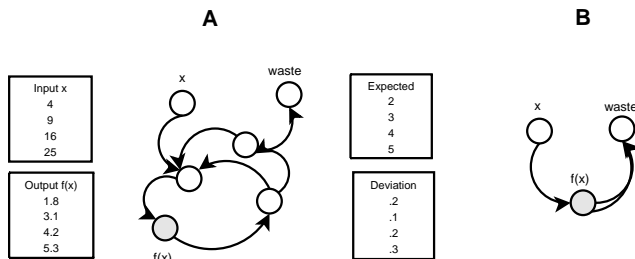 A
B
Input x
4
9
16
25
Output f(x)
1.8
3.1
4.2
5.3
x
waste
f(x)
Expected
2
3
4
5
Deviation
.2
.1
.2
.3
x
waste
f(x)